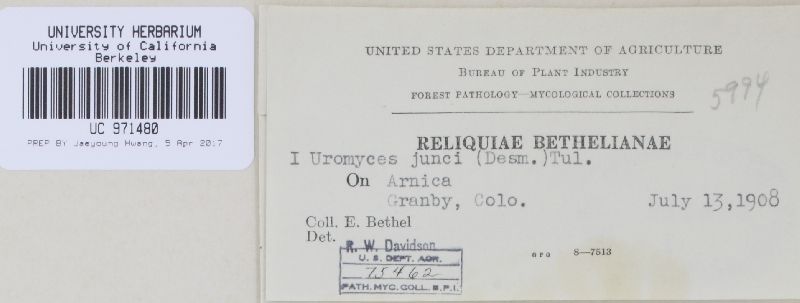 UNIVERSITY HERBARIUM
University of California
Berkeley
UC 971480
PREP BY Jaeyoung Hwang, 5 Apr 2017
UNITED STATES DEPARTMENT OF AGRICULTURE
BUREAU OF PLANT INDUSTRY
FOREST PATHOLOGY—MYCOLOGICAL COLLECTIONS
5994
RELIQUIAE BETHELIANAE
I Uromyces junci (Desm.)Tul.
On Arnica
Granby, Colo. July 13,1908
Coll. E. Bethel
Det. R. W. Davidson
U. S. DEPT. AGR.
75462
PATH. MYC. COLL. B.P.I.
GPO 8—7513